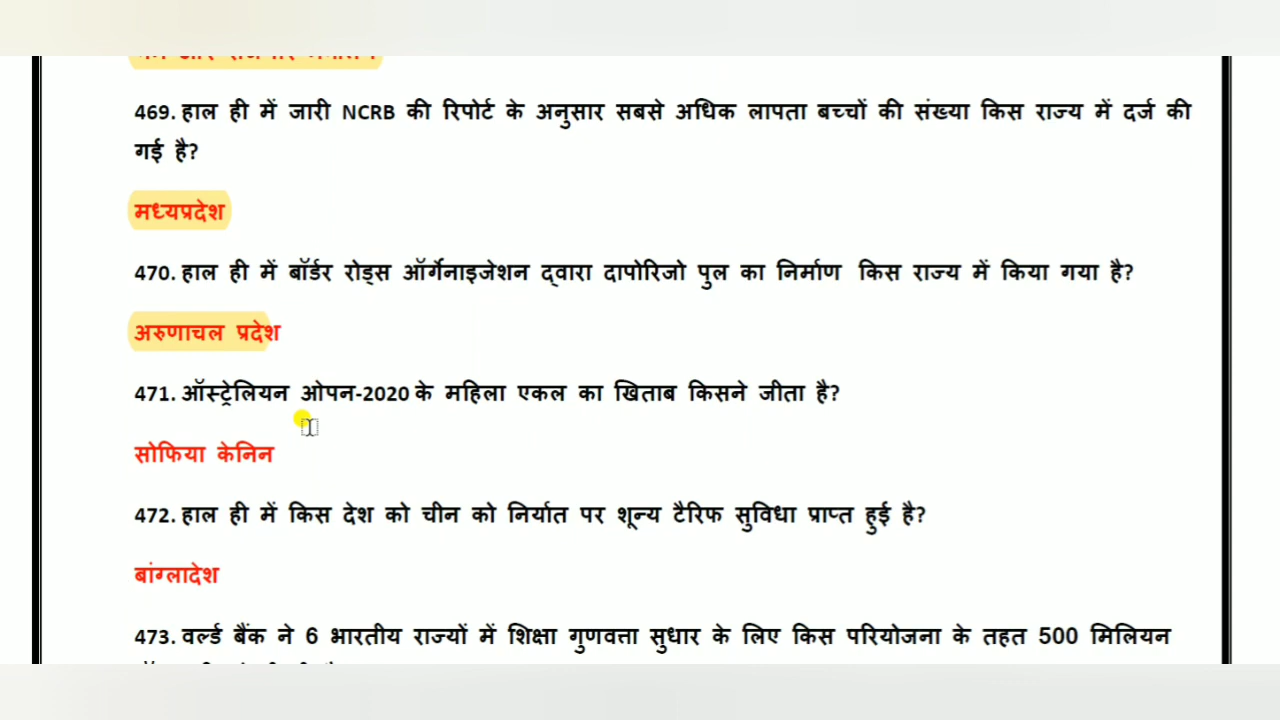 469. हाल ही में जारी NCRB की रिपोर्ट के अनुसार सबसे अधिक लापता बच्चों की संख्या किस राज्य में दर्ज की
गई है?
मध्यप्रदेश
470. हाल ही में बॉर्डर रोड्स ऑर्गेनाइजेशन द्वारा दापोरिजो पुल का निर्माण किस राज्य में किया गया है?
अरुणाचल प्रदेश
471. ऑस्ट्रेलियन ओपन-2020 के महिला एकल का खिताब किसने जीता है?
सोफिया केनिन
472. हाल ही में किस देश को चीन को निर्यात पर शून्य टैरिफ सुविधा प्राप्त हुई है?
बांग्लादेश
473. वर्ल्ड बैंक ने 6 भारतीय राज्यों में शिक्षा गुणवत्ता सुधार के लिए किस परियोजना के तहत 500 मिलियन